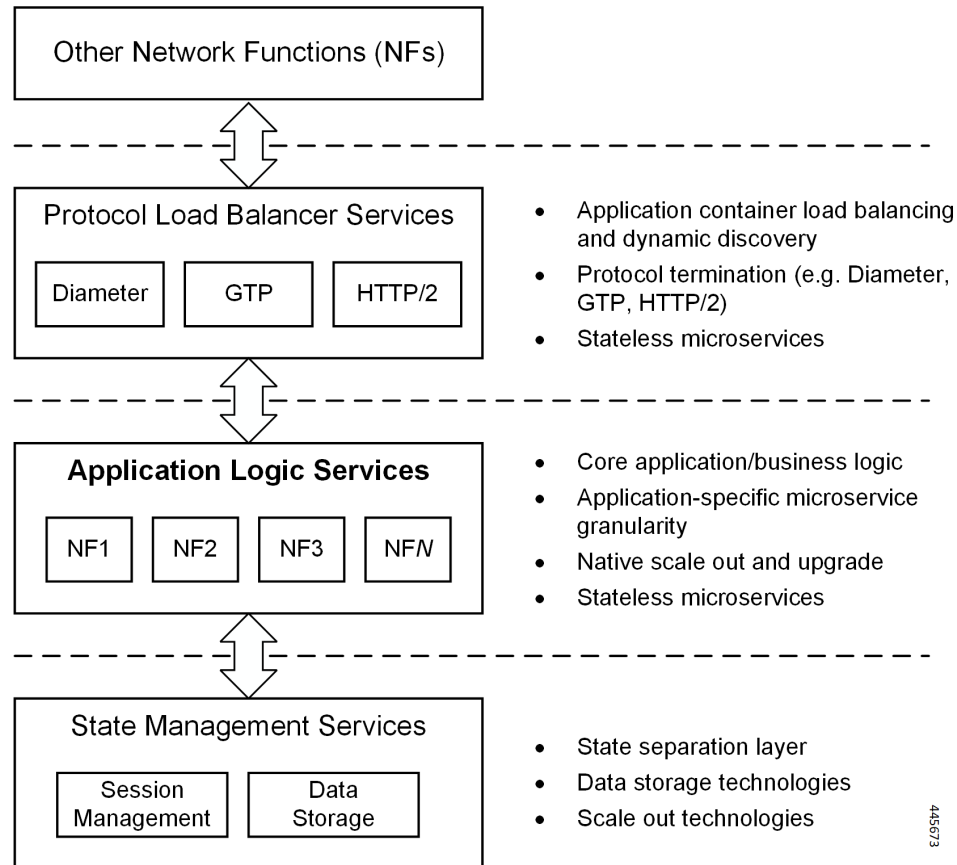 Other Network Functions (NFs)
Protocol Load Balancer Services
Diameter
GTP
HTTP/2
• Application container load balancing
and dynamic discovery
• Protocol termination (e.g. Diameter,
GTP, HTTP/2)
• Stateless microservices
Application Logic Services
NF1
NF2
NF3
NFN
• Core application/business logic
• Application-specific microservice
granularity
• Native scale out and upgrade
• Stateless microservices
State Management Services
Session
Management
Data
Storage
• State separation layer
• Data storage technologies
• Scale out technologies
445673